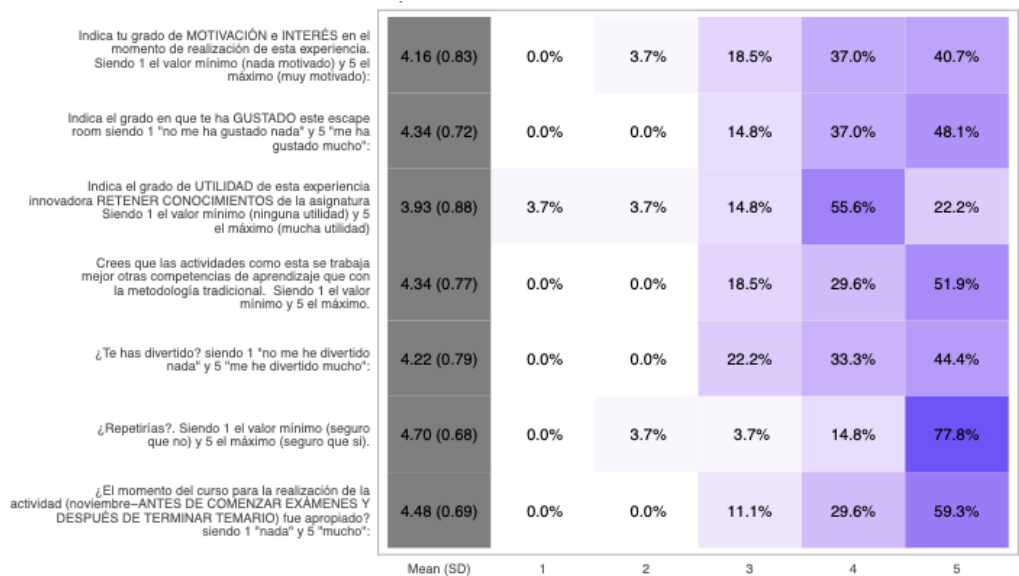 Indica tu grado de MOTIVACIÓN e INTERÉS en el
momento de realización de esta experiencia.
Siendo 1 el valor mínimo (nada motivado) y 5 el
máximo (muy motivado):
4.16 (0.83) 0.0% 3.7% 18.5% 37.0% 40.7%
Indica el grado en que te ha GUSTADO este escape
room siendo 1 "no me ha gustado nada" y 5 "me ha
gustado mucho":
4.34 (0.72) 0.0% 0.0% 14.8% 37.0% 48.1%
Indica el grado de UTILIDAD de esta experiencia
innovadora RETENER CONOCIMIENTOS de la asignatura
Siendo 1 el valor mínimo (ninguna utilidad) y 5
el máximo (mucha utilidad)
3.93 (0.88) 3.7% 3.7% 14.8% 55.6% 22.2%
Crees que las actividades como esta se trabaja
mejor otras competencias de aprendizaje que con
la metodología tradicional. Siendo 1 el valor
mínimo y 5 el máximo.
4.34 (0.77) 0.0% 0.0% 18.5% 29.6% 51.9%
¿Te has divertido? siendo 1 "no me he divertido
nada" y 5 "me he divertido mucho":
4.22 (0.79) 0.0% 0.0% 22.2% 33.3% 44.4%
¿Repetirías?. Siendo 1 el valor mínimo (seguro
que no) y 5 el máximo (seguro que si).
4.70 (0.68) 0.0% 3.7% 3.7% 14.8% 77.8%
¿El momento del curso para la realización de la
actividad (noviembre–ANTES DE COMENZAR EXÁMENES Y
DESPUÉS DE TERMINAR TEMARIO) fue apropiado?
siendo 1 "nada" y 5 "mucho":
4.48 (0.69) 0.0% 0.0% 11.1% 29.6% 59.3%
Mean (SD) 1 2 3 4 5